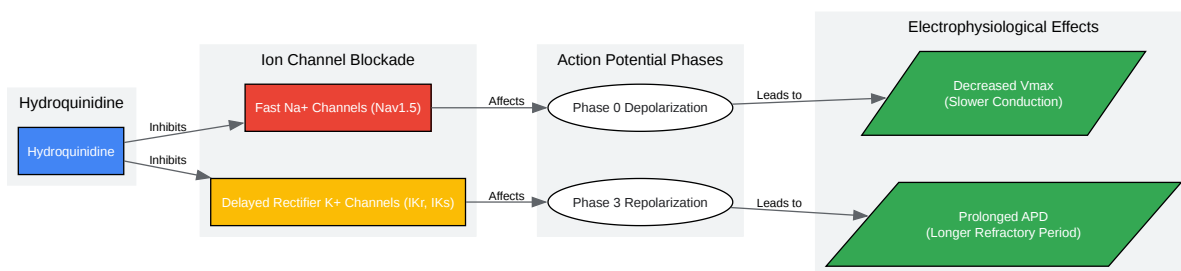 Hydroquinidine
Hydroquinidine
Inhibits
Inhibits
Ion Channel Blockade
Fast Na+ Channels (Nav1.5)
Delayed Rectifier K+ Channels (IKr, IKs)
Affects
Affects
Action Potential Phases
Phase 0 Depolarization
Phase 3 Repolarization
Leads to
Leads to
Electrophysiological Effects
Decreased Vmax
(Slower Conduction)
Prolonged APD
(Longer Refractory Period)